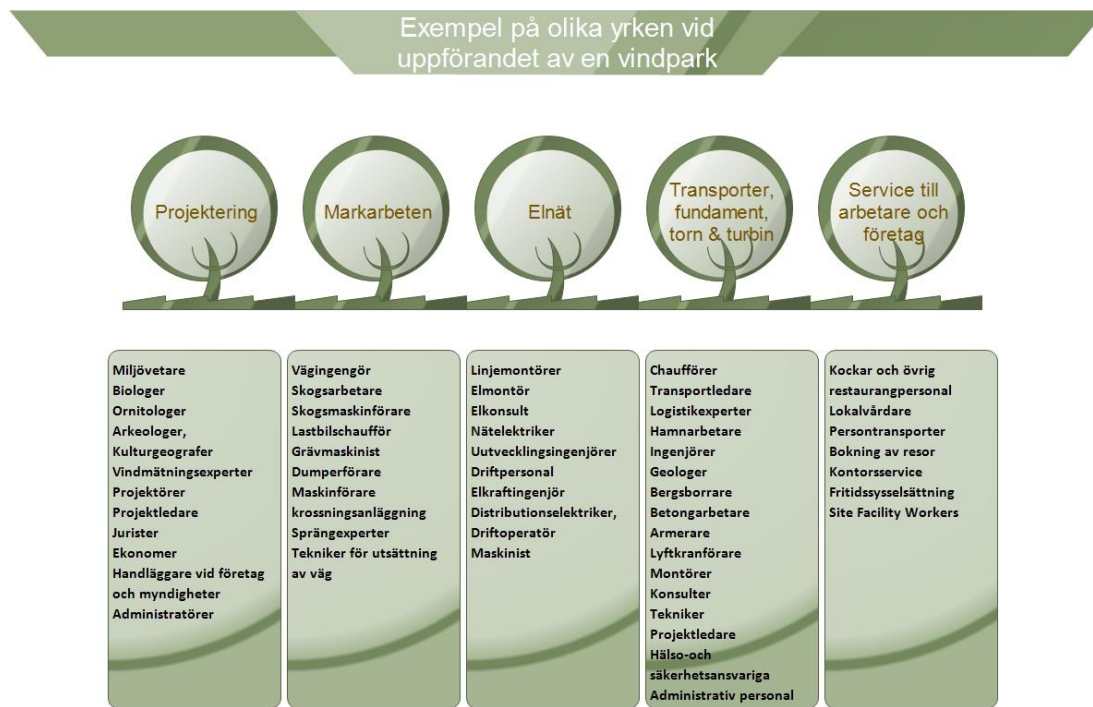 Exempel på olika yrken vid
uppförandet av en vindpark
Projektering
Markarbeten
Elnät
Transporter,
fundament,
torn & turbin
Service till
arbetare och
företag
Miljövetare
Biologer
Ornitologer
Arkeologer,
Kulturgeografer
Vindmätningsexperter
Projektörer
Projektledare
Jurister
Ekonomer
Handläggare vid företag
och myndigheter
Administratörer
Vägingengör
Skogsarbetare
Skogsmaskinförare
Lastbilschaufför
Grävmaskinist
Dumperförare
Maskinförare
krossningsanläggning
Sprängexperter
Tekniker för utsättning
av väg
Linjemontörer
Elmontör
Elkonsult
Nätelektriker
Uutvecklingsingenjörer
Driftpersonal
Elkraftingenjör
Distributionselektriker,
Driftoperatör
Maskinist
Chaufförer
Transportledare
Logistikexperter
Hamnarbetare
Ingenjörer
Geologer
Bergsborrare
Betongarbetare
Armerare
Lyftkranförare
Montörer
Konsulter
Tekniker
Projektledare
Hälso-och
säkerhetsansvariga
Administrativ personal
Kockar och övrig
restaurangpersonal
Lokalvårdare
Persontransporter
Bokning av resor
Kontorsservice
Fritidssysselsättning
Site Facility Workers